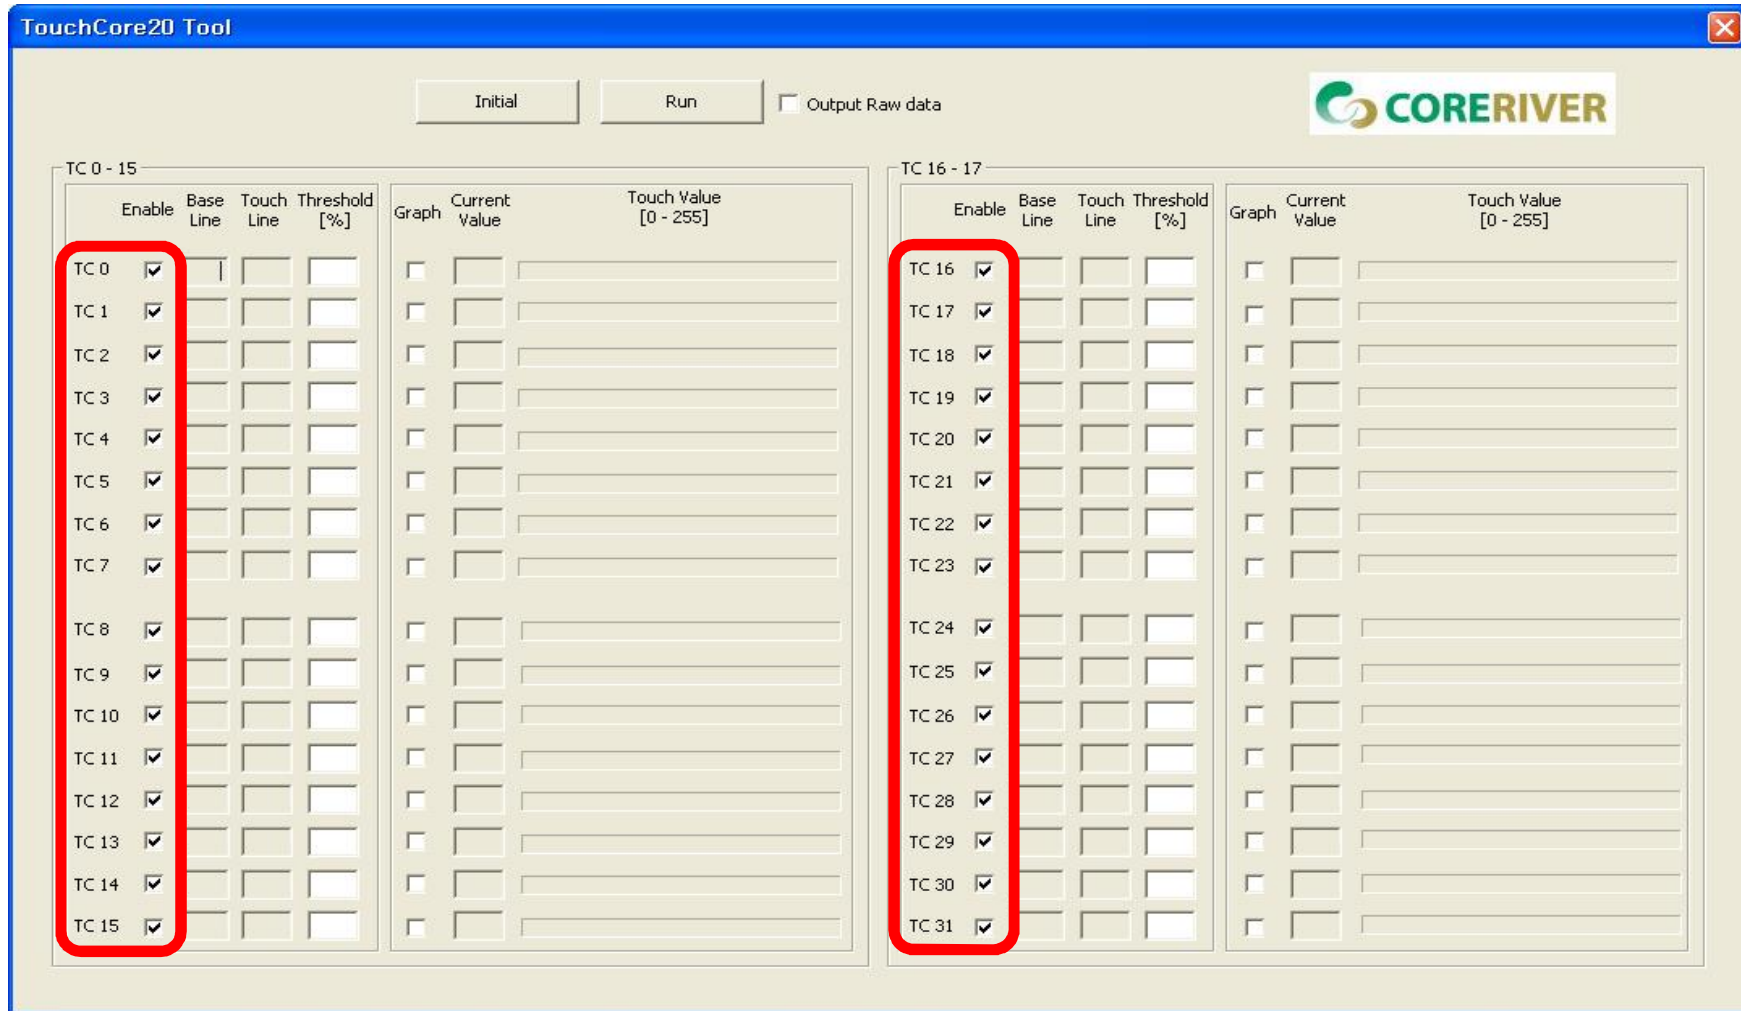 TouchCore20 Tool
Initial
Run
Output Raw data
CORERIVER
TC 0 - 15
Enable
Base Line
Touch Line
Threshold [%]
Graph
Current Value
Touch Value [0 - 255]
TC 0
TC 1
TC 2
TC 3
TC 4
TC 5
TC 6
TC 7
TC 8
TC 9
TC 10
TC 11
TC 12
TC 13
TC 14
TC 15
TC 16 - 17
Enable
Base Line
Touch Line
Threshold [%]
Graph
Current Value
Touch Value [0 - 255]
TC 16
TC 17
TC 18
TC 19
TC 20
TC 21
TC 22
TC 23
TC 24
TC 25
TC 26
TC 27
TC 28
TC 29
TC 30
TC 31